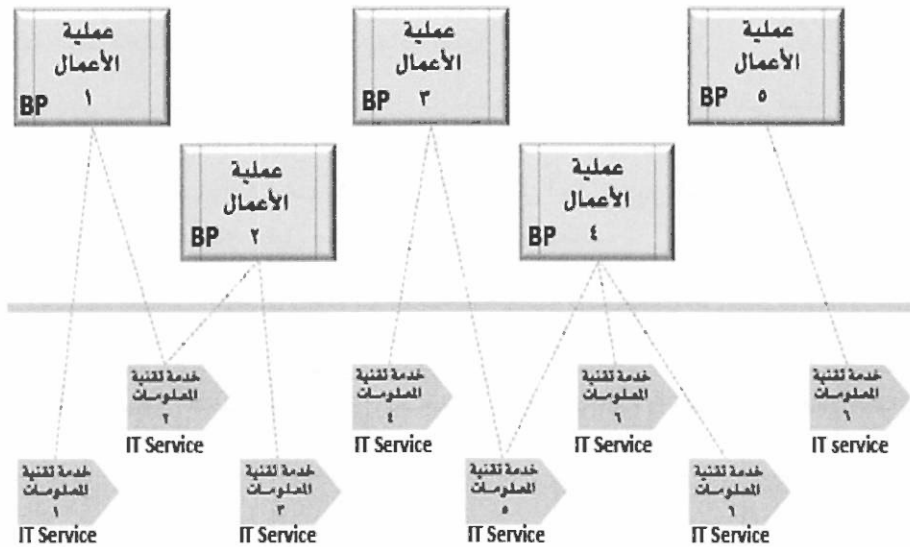 عملية
الأعمال
BP ١
عملية
الأعمال
BP ٣
عملية
الأعمال
BP ٥
عملية
الأعمال
BP ٢
عملية
الأعمال
BP ٤
خدمة تقنية
المعلومات
٢
IT Service
خدمة تقنية
المعلومات
٤
IT Service
خدمة تقنية
المعلومات
٦
IT Service
خدمة تقنية
المعلومات
٦
IT service
خدمة تقنية
المعلومات
١
IT Service
خدمة تقنية
المعلومات
٣
IT Service
خدمة تقنية
المعلومات
٥
IT Service
خدمة تقنية
المعلومات
٦
IT Service